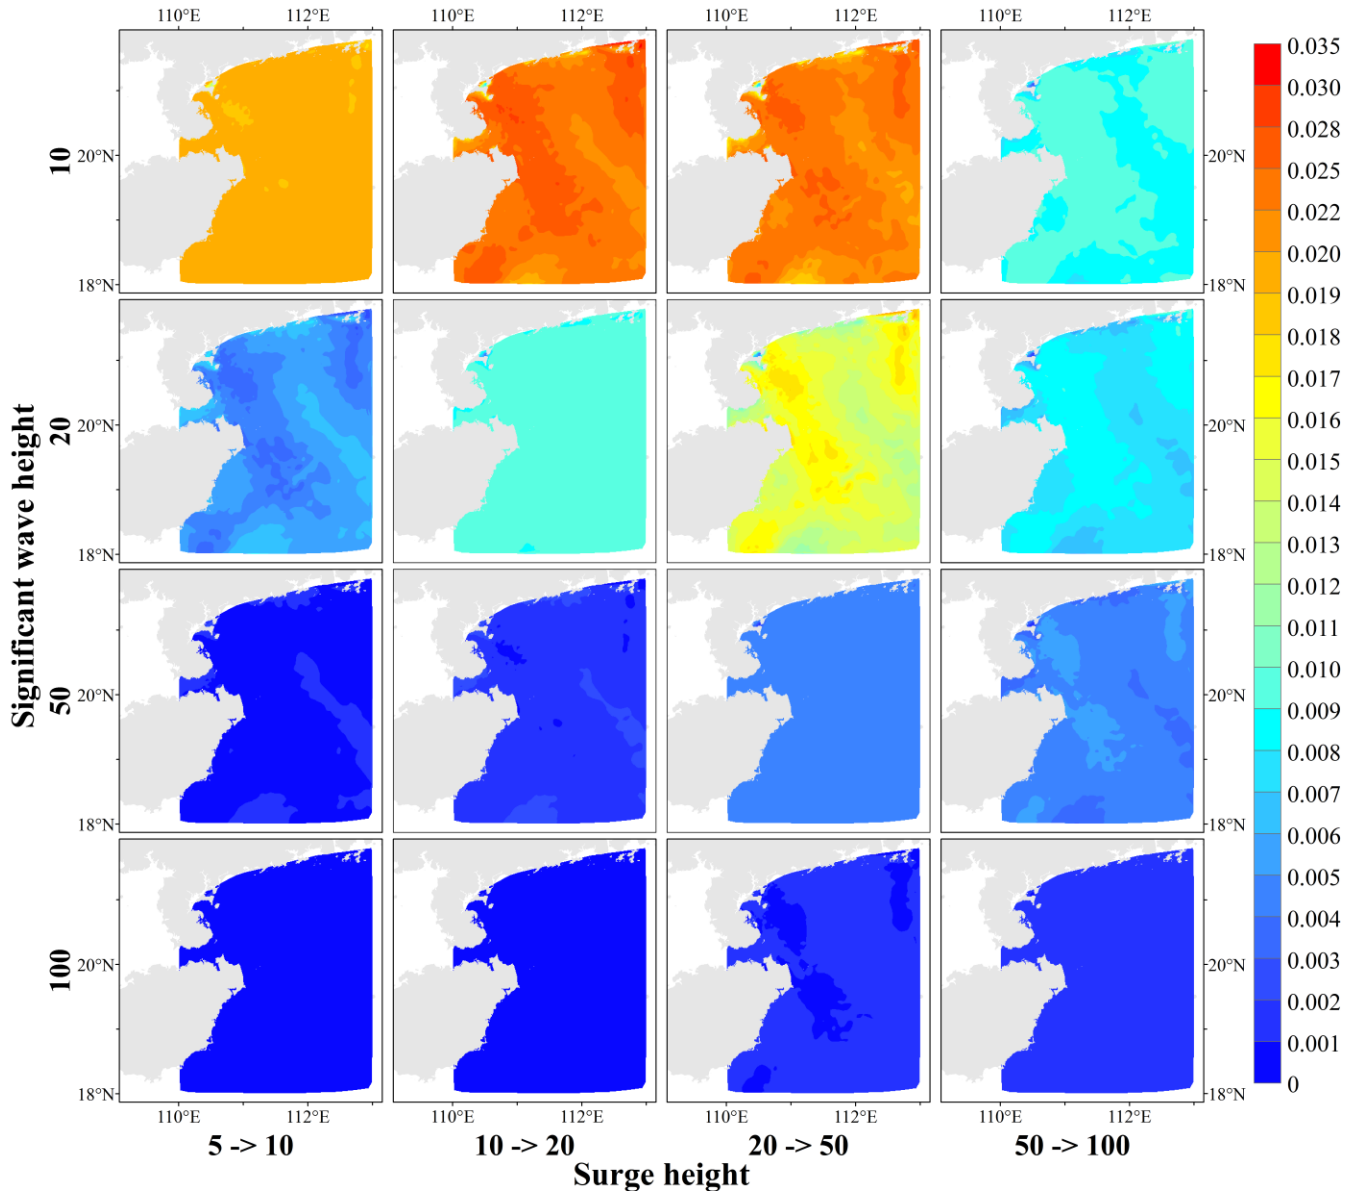 110°E 112°E 110°E 112°E 110°E 112°E 110°E 112°E
10
20°N 20°N
18°N 18°N
20
20°N 20°N
18°N 18°N
50
20°N 20°N
18°N 18°N
100
20°N 20°N
18°N 18°N
Significant wave height
110°E 112°E 110°E 112°E 110°E 112°E 110°E 112°E
5 -> 10 10 -> 20 20 -> 50 50 -> 100
Surge height
0.035
0.030
0.028
0.025
0.022
0.020
0.019
0.018
0.017
0.016
0.015
0.014
0.013
0.012
0.011
0.010
0.009
0.008
0.007
0.006
0.005
0.004
0.003
0.002
0.001
0